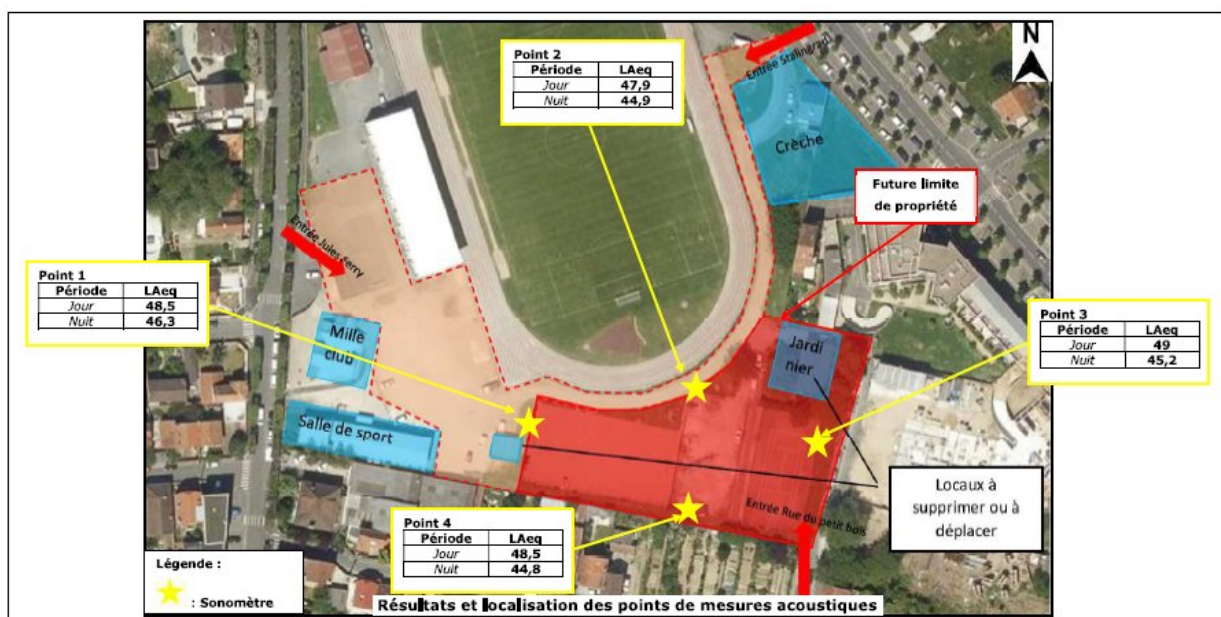 Point 2
Période LAeq
Jour 47,9
Nuit 44,9
N
Entrée Stalingrad
Crèche
Future limite
de propriété
Entrée Jules Ferry
Point 1
Période LAeq
Jour 48,5
Nuit 46,3
Mille
club
Jardi
nier
Point 3
Période LAeq
Jour 49
Nuit 45,2
Salle de sport
Locaux à
supprimer ou à
déplacer
Entrée Rue du petit bois
Point 4
Période LAeq
Jour 48,5
Nuit 44,8
Légende :
: Sonomètre
Résultats et localisation des points de mesures acoustiques